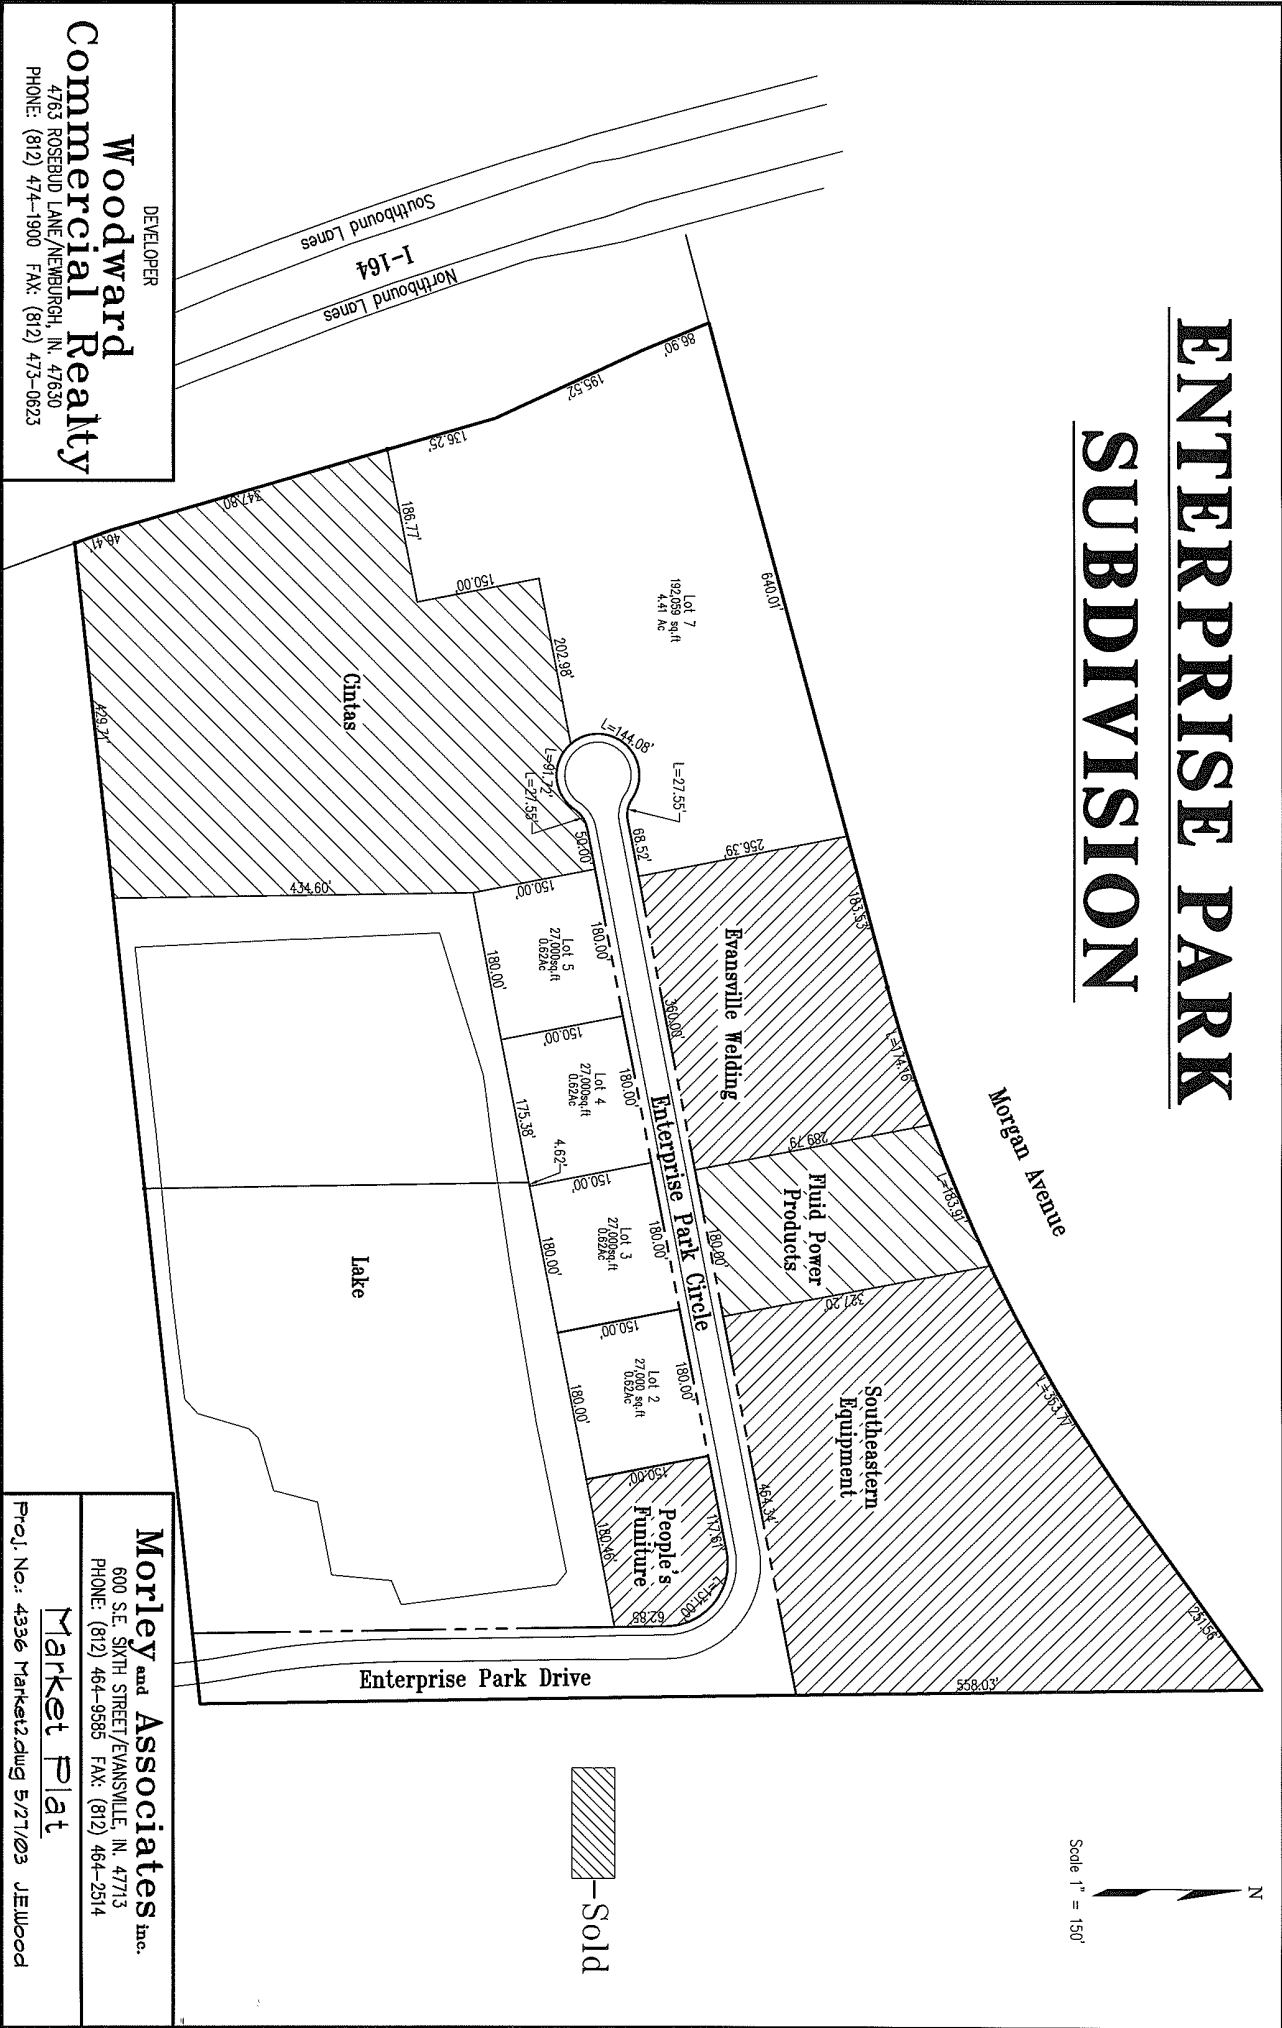 ENTERPRISE PARK
SUBDIVISION
N
Scale 1" = 150'
Morgan Avenue
Southbound Lanes
I-164
Northbound Lanes
86.90'
195.52'
136.25'
347.80'
46.41'
640.01'
Lot 7
192,059 sq.ft
4.41 Ac
186.77'
150.00'
202.98'
L=144.08'
L=27.55'
L=91.72'
L=27.55'
50.00'
68.52'
256.39'
183.53'
L=174.16'
Evansville Welding
360.00'
289.79'
L=183.91'
Fluid Power
Products
180.00'
327.20'
L=363.77'
Southeastern
Equipment
464.34'
251.56'
558.03'
Cintas
429.71'
434.60'
150.00'
180.00'
Lot 5
27,000sq.ft
0.62Ac
180.00'
150.00'
180.00'
Lot 4
27,000sq.ft
0.62Ac
175.38'
4.62'
150.00'
Enterprise Park Circle
180.00'
Lot 3
27,000sq.ft
0.62Ac
180.00'
150.00'
180.00'
Lot 2
27,000 sq.ft
0.62Ac
180.00'
150.00'
117.61'
L=131.00'
People's
Funiture
180.46'
62.85
Lake
Enterprise Park Drive
Sold
DEVELOPER
Woodward
Commercial Realty
4763 ROSEBUD LANE/NEWBURGH, IN. 47630
PHONE: (812) 474-1900 FAX: (812) 473-0623
Morley and Associates inc.
600 S.E. SIXTH STREET/EVANSVILLE, IN. 47713
PHONE: (812) 464-9585 FAX: (812) 464-2514
Market Plat
Proj. No.: 4336 Market2.dwg 5/27/03 J.E.Wood